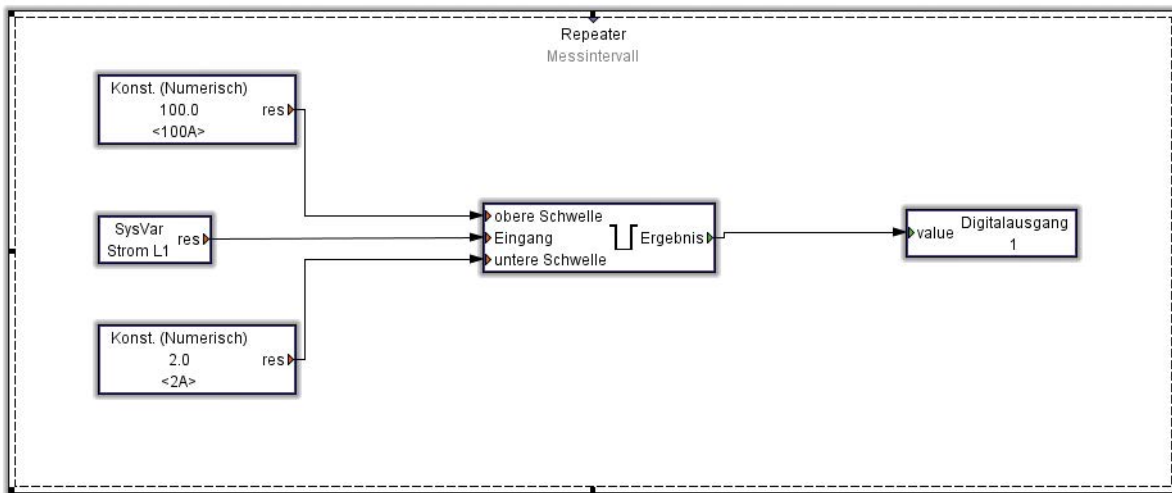 Repeater
Messintervall
Konst. (Numerisch)
100.0
res
<100A>
SysVar
res
Strom L1
Konst. (Numerisch)
2.0
res
<2A>
obere Schwelle
Eingang
Ergebnis
untere Schwelle
Digitalausgang
value
1